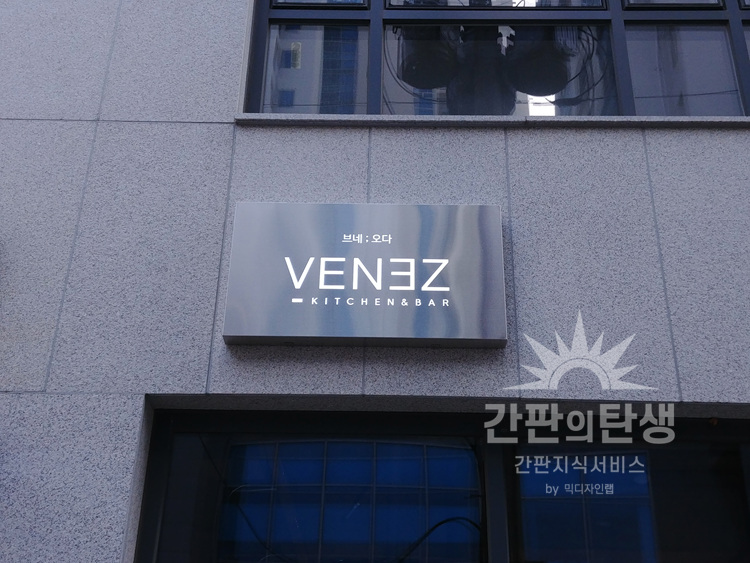 브네 ; 오다
VENEZ
KITCHEN&BAR
간판의탄생
간판지식서비스
by 믹디자인랩